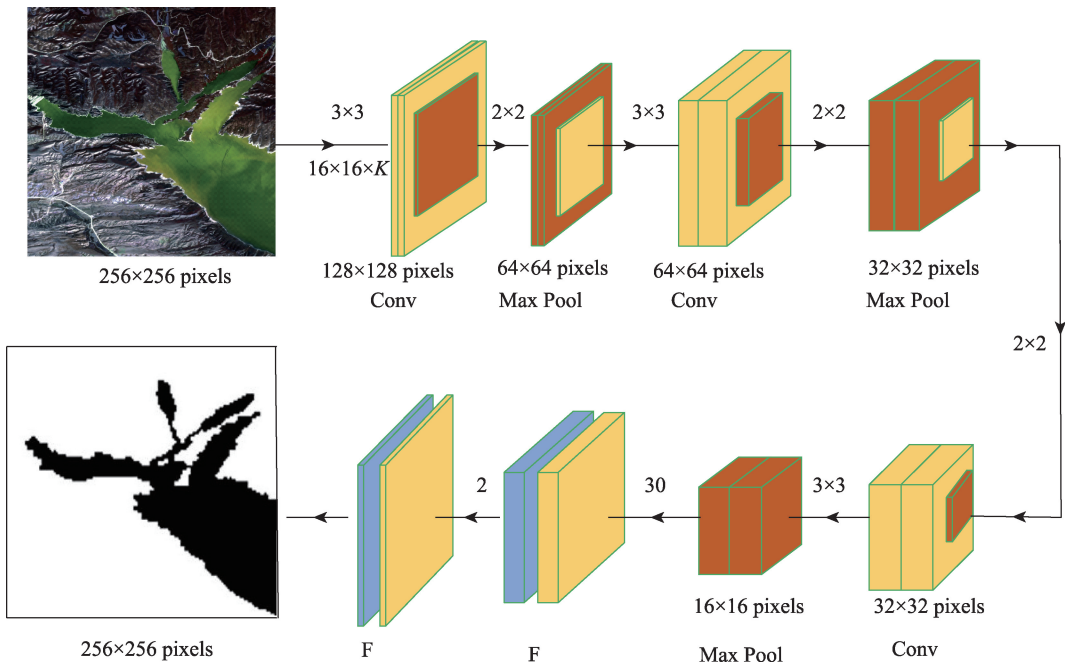 3×3
2×2
3×3
2×2
16×16×K
256×256 pixels
128×128 pixels
Conv
64×64 pixels
Max Pool
64×64 pixels
Conv
32×32 pixels
Max Pool
2×2
3×3
30
2
32×32 pixels
Conv
16×16 pixels
Max Pool
F
F
256×256 pixels